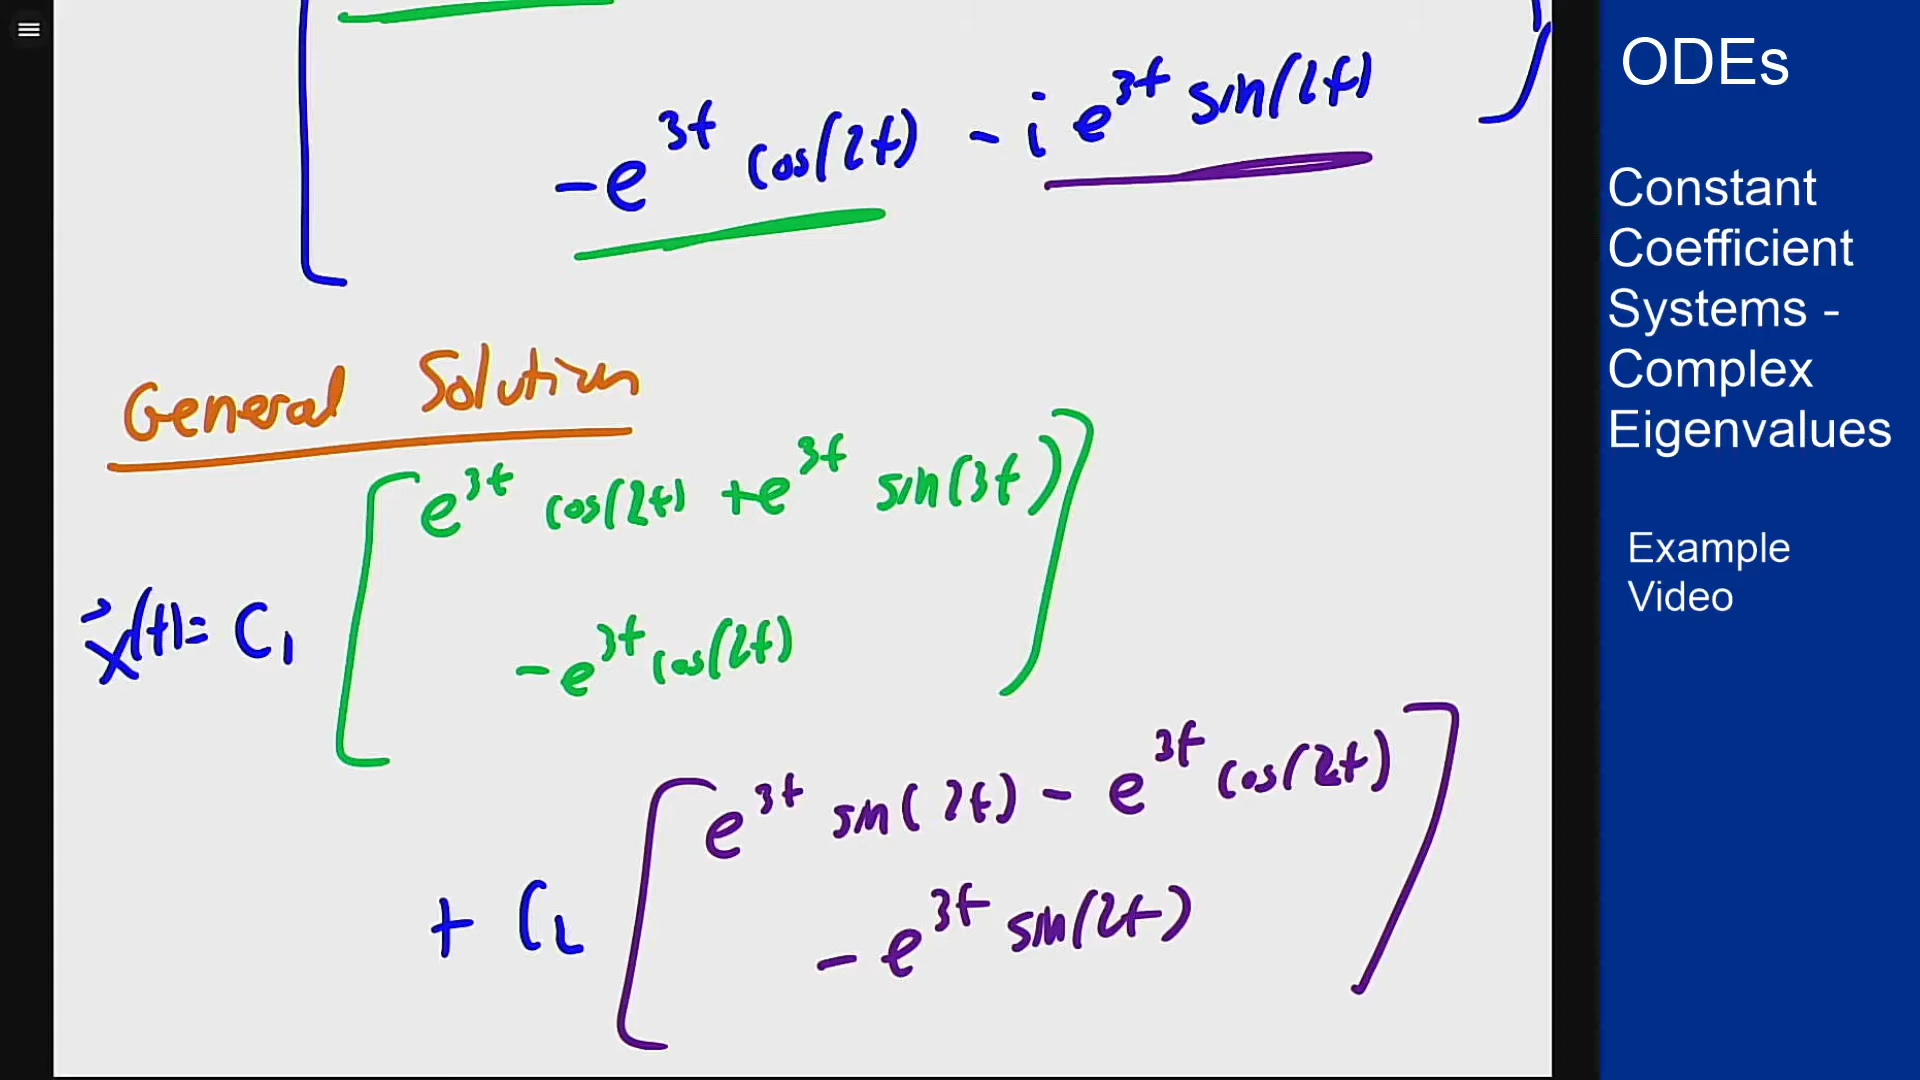 -e^{3t} cos(2t) - i e^{3t} sin(2t)
General Solution
x⃗(t) = C₁ [ e^{3t} cos(2t) + e^{3t} sin(3t)
-e^{3t} cos(2t) ]
+ C₂ [ e^{3t} sin(2t) - e^{3t} cos(2t)
- e^{3t} sin(2t) ]
ODEs
Constant
Coefficient
Systems -
Complex
Eigenvalues
Example
Video